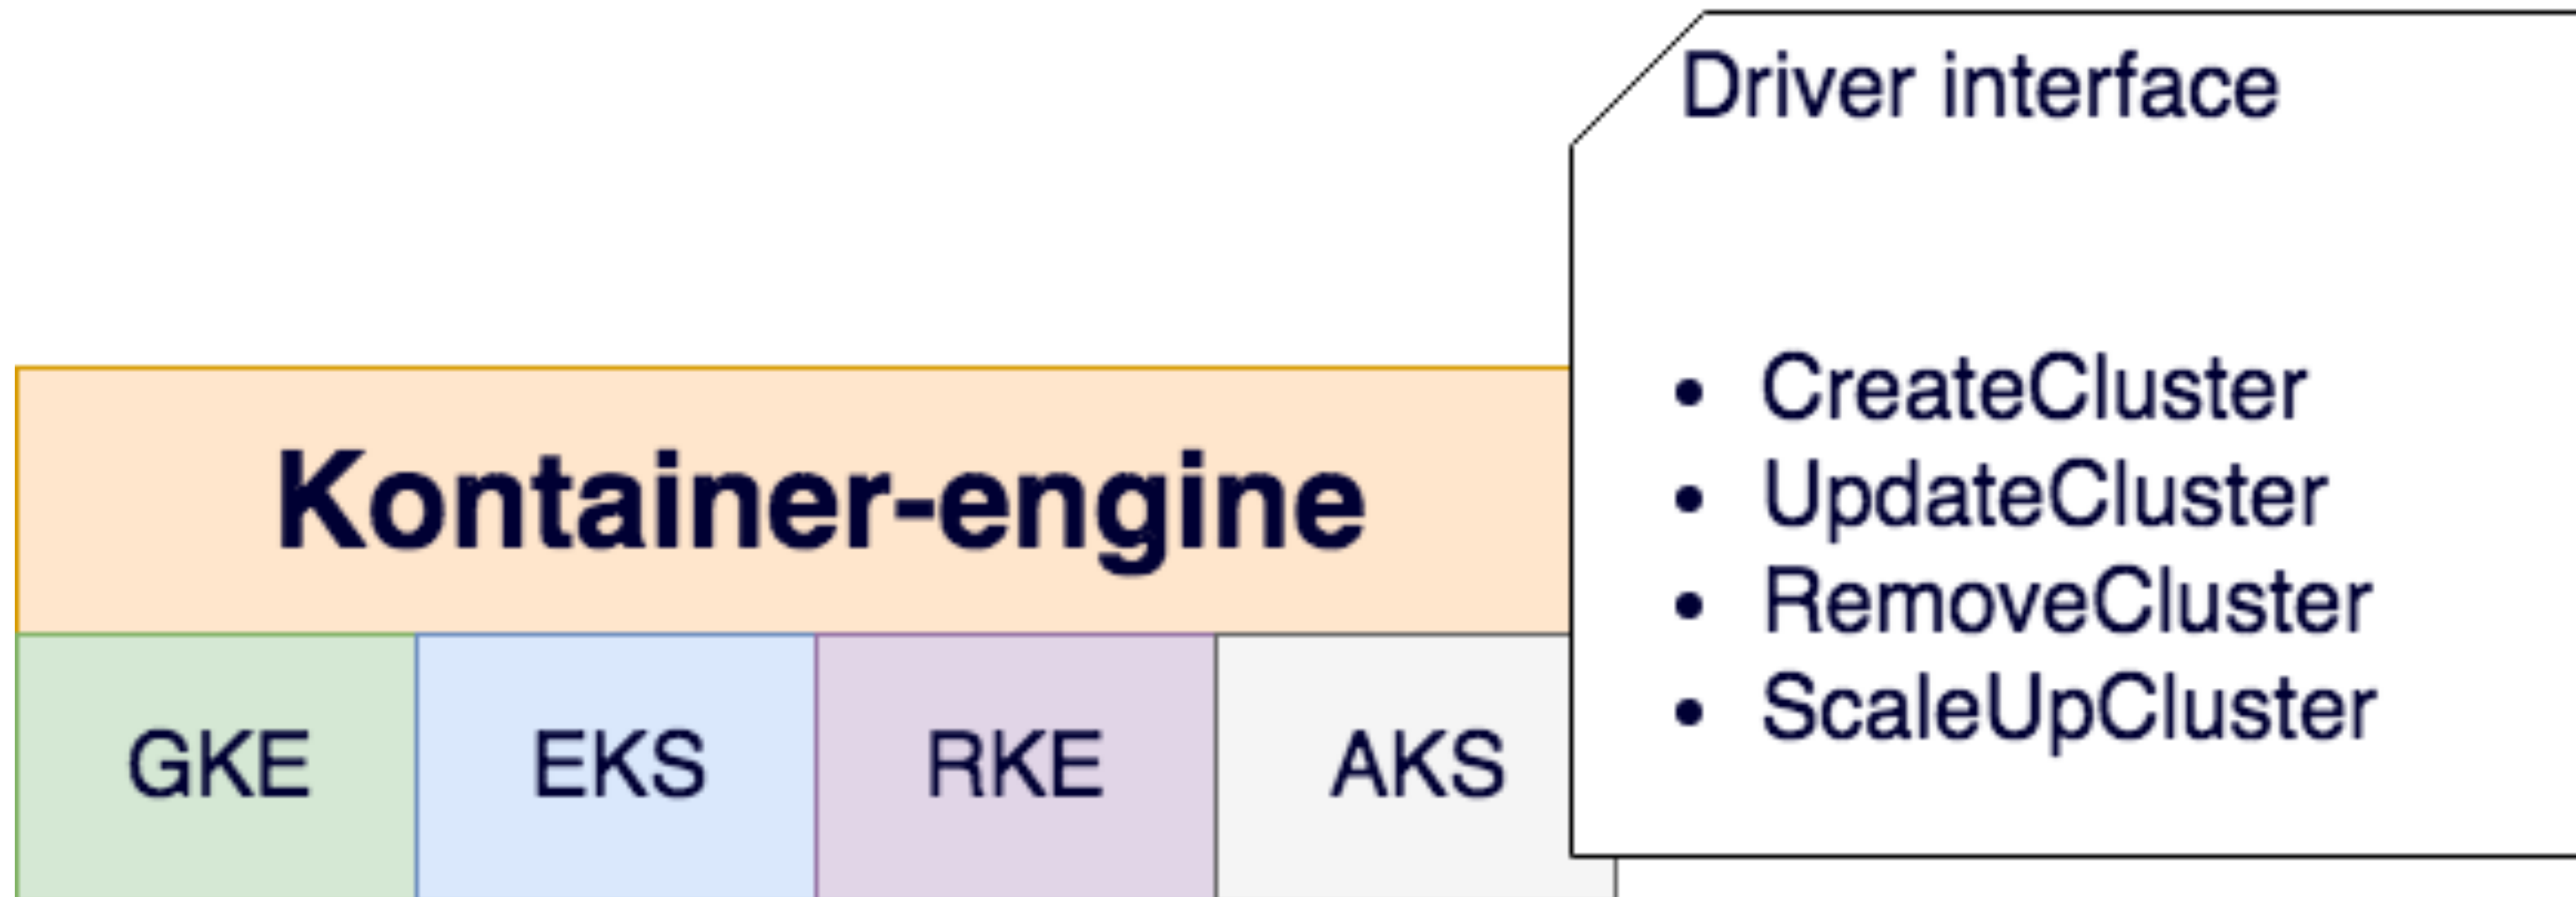 Driver interface
• CreateCluster
• UpdateCluster
• RemoveCluster
• ScaleUpCluster
Kontainer-engine
GKE
EKS
RKE
AKS